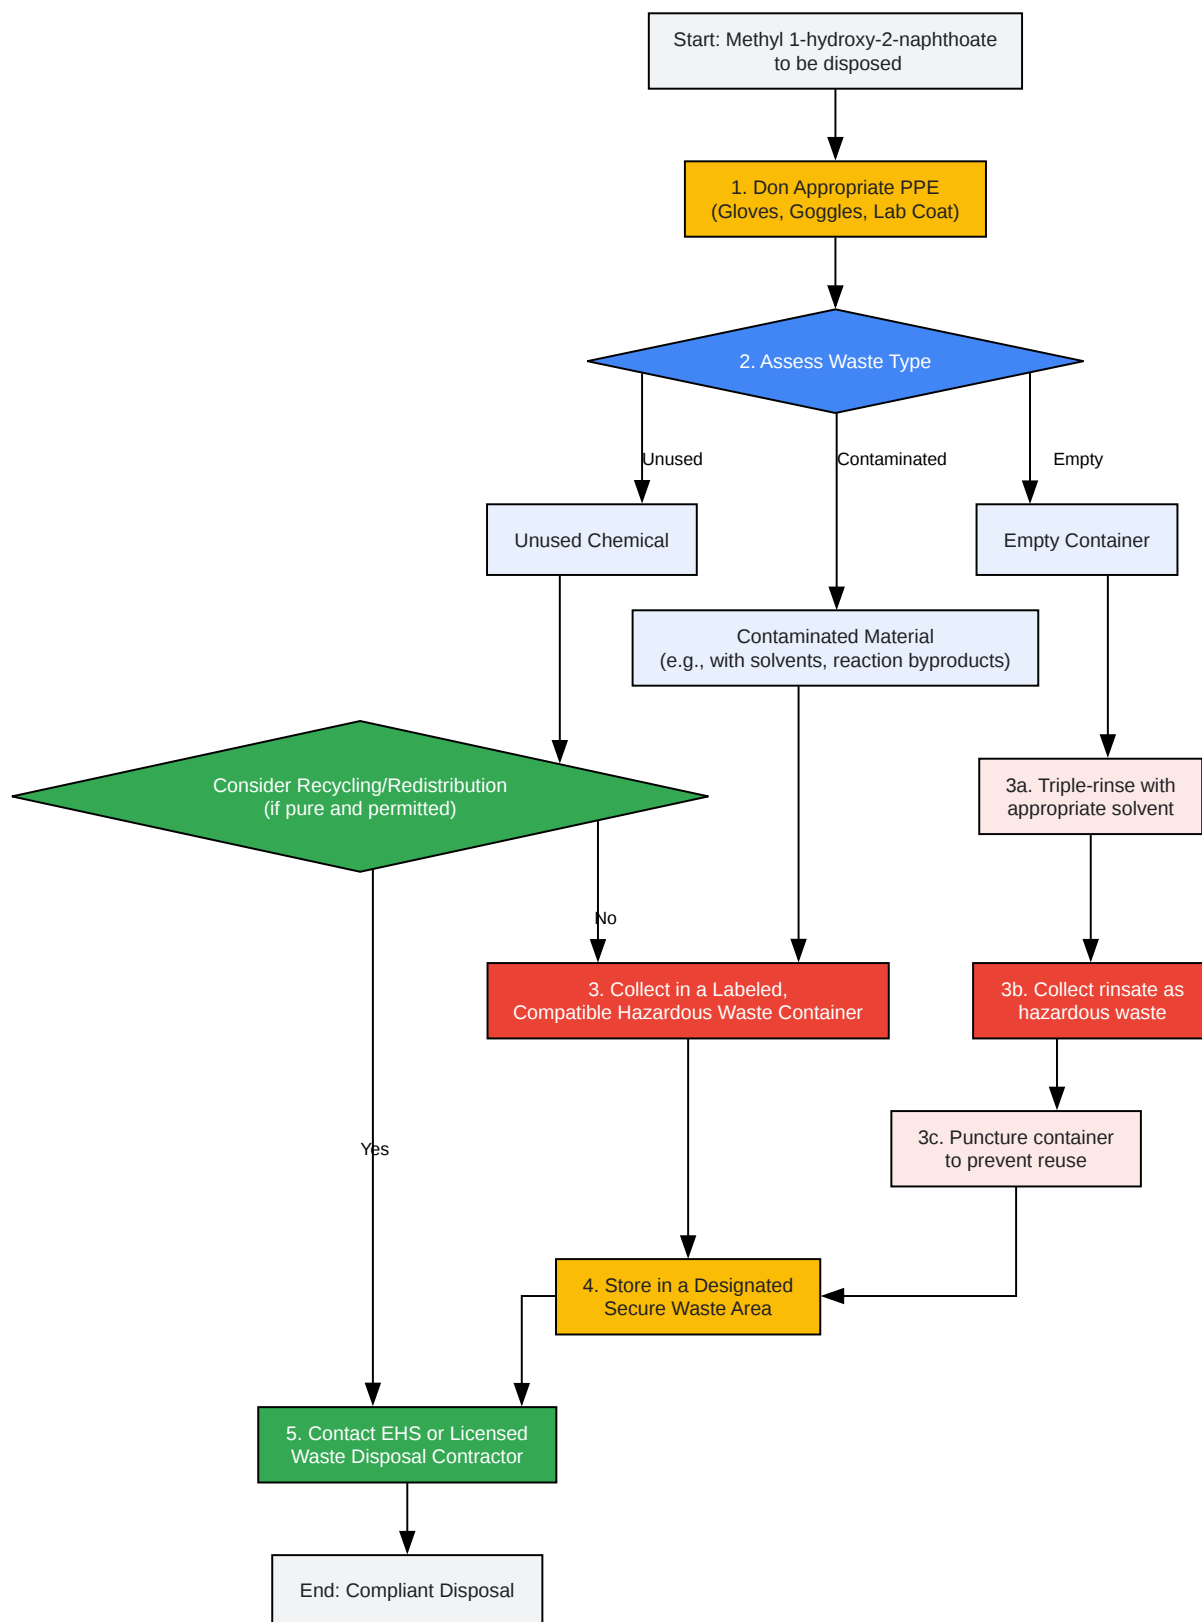 Start: Methyl 1-hydroxy-2-naphthoate
to be disposed
1. Don Appropriate PPE
(Gloves, Goggles, Lab Coat)
2. Assess Waste Type
Unused
Contaminated
Empty
Unused Chemical
Empty Container
Contaminated Material
(e.g., with solvents, reaction byproducts)
Consider Recycling/Redistribution
(if pure and permitted)
3a. Triple-rinse with
appropriate solvent
No
3. Collect in a Labeled,
Compatible Hazardous Waste Container
3b. Collect rinsate as
hazardous waste
3c. Puncture container
to prevent reuse
Yes
4. Store in a Designated
Secure Waste Area
5. Contact EHS or Licensed
Waste Disposal Contractor
End: Compliant Disposal